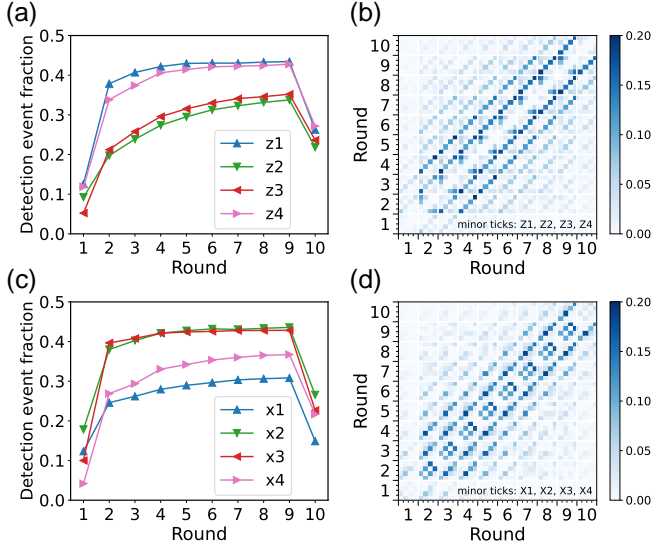 (a)
Detection event fraction
0.5
0.4
0.3
0.2
0.1
0.0
z1
z2
z3
z4
1 2 3 4 5 6 7 8 9 10
Round
(b)
Round
10
9
8
7
6
5
4
3
2
1
minor ticks: Z1, Z2, Z3, Z4
1 2 3 4 5 6 7 8 9 10
Round
0.20
0.15
0.10
0.05
0.00
(c)
Detection event fraction
0.5
0.4
0.3
0.2
0.1
0.0
x1
x2
x3
x4
1 2 3 4 5 6 7 8 9 10
Round
(d)
Round
10
9
8
7
6
5
4
3
2
1
minor ticks: X1, X2, X3, X4
1 2 3 4 5 6 7 8 9 10
Round
0.20
0.15
0.10
0.05
0.00